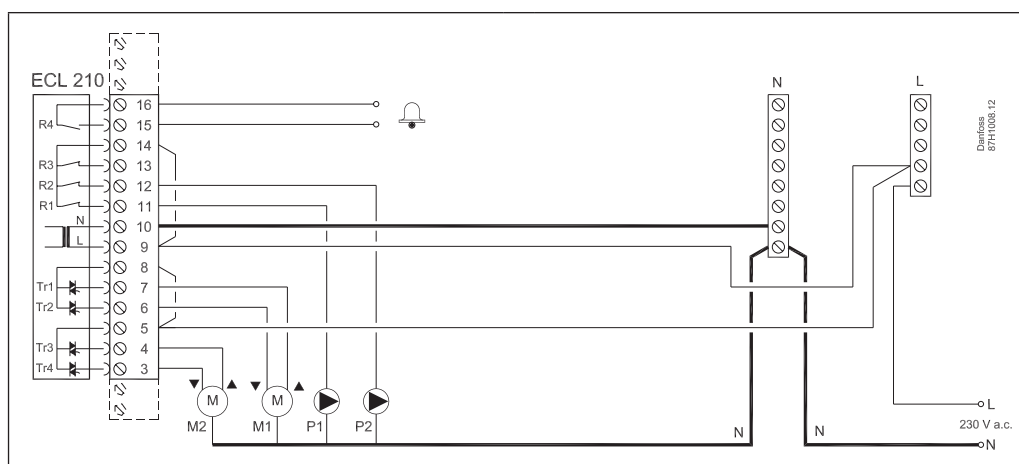 ECL 210
N
L
Danfoss
87H1008.12
16
R4
15
14
R3
13
R2
12
R1
11
N
10
L
9
8
Tr1
7
Tr2
6
5
Tr3
4
Tr4
3
M
M
M2
M1
P1
P2
N
N
L
230 V a.c.
N